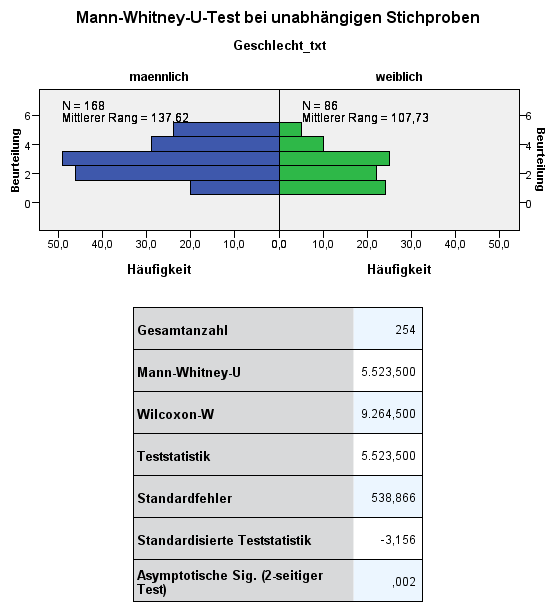 Mann-Whitney-U-Test bei unabhängigen Stichproben
Geschlecht_txt
maennlich weiblich
N = 168 N = 86
Mittlerer Rang = 137,62 Mittlerer Rang = 107,73
Beurteilung
6
4
2
0
Beurteilung
6
4
2
0
50,0 40,0 30,0 20,0 10,0 0,0 0,0 10,0 20,0 30,0 40,0 50,0
Häufigkeit Häufigkeit
Gesamtanzahl 254
Mann-Whitney-U 5.523,500
Wilcoxon-W 9.264,500
Teststatistik 5.523,500
Standardfehler 538,866
Standardisierte Teststatistik -3,156
Asymptotische Sig. (2-seitiger
Test) ,002